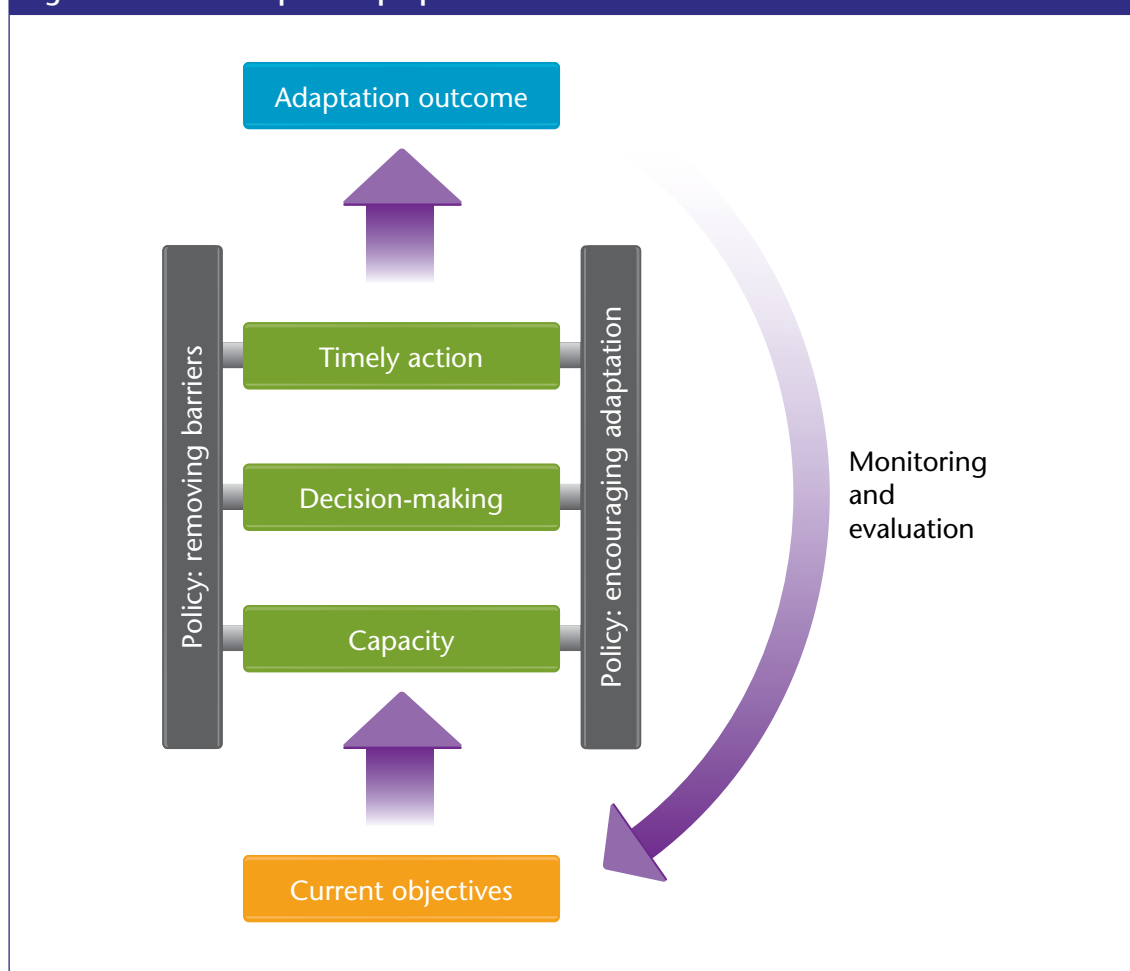 Adaptation outcome
Policy: removing barriers
Timely action
Decision-making
Capacity
Policy: encouraging adaptation
Monitoring
and
evaluation
Current objectives